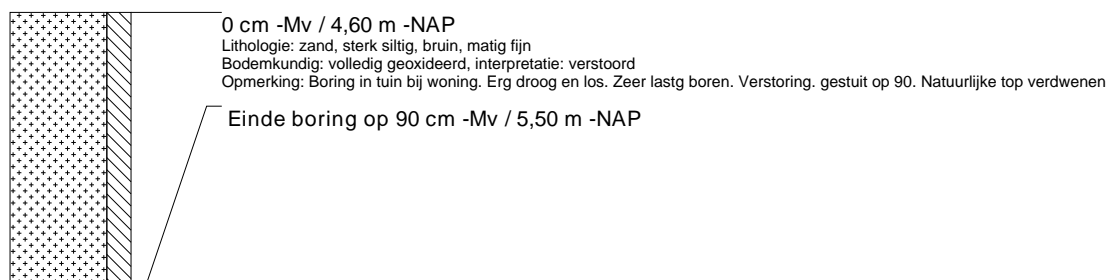 0 cm -Mv / 4,60 m -NAP
Lithologie: zand, sterk siltig, bruin, matig fijn
Bodemkundig: volledig geoxideerd, interpretatie: verstoord
Opmerking: Boring in tuin bij woning. Erg droog en los. Zeer lastg boren. Verstoring. gestuit op 90. Natuurlijke top verdwenen
Einde boring op 90 cm -Mv / 5,50 m -NAP